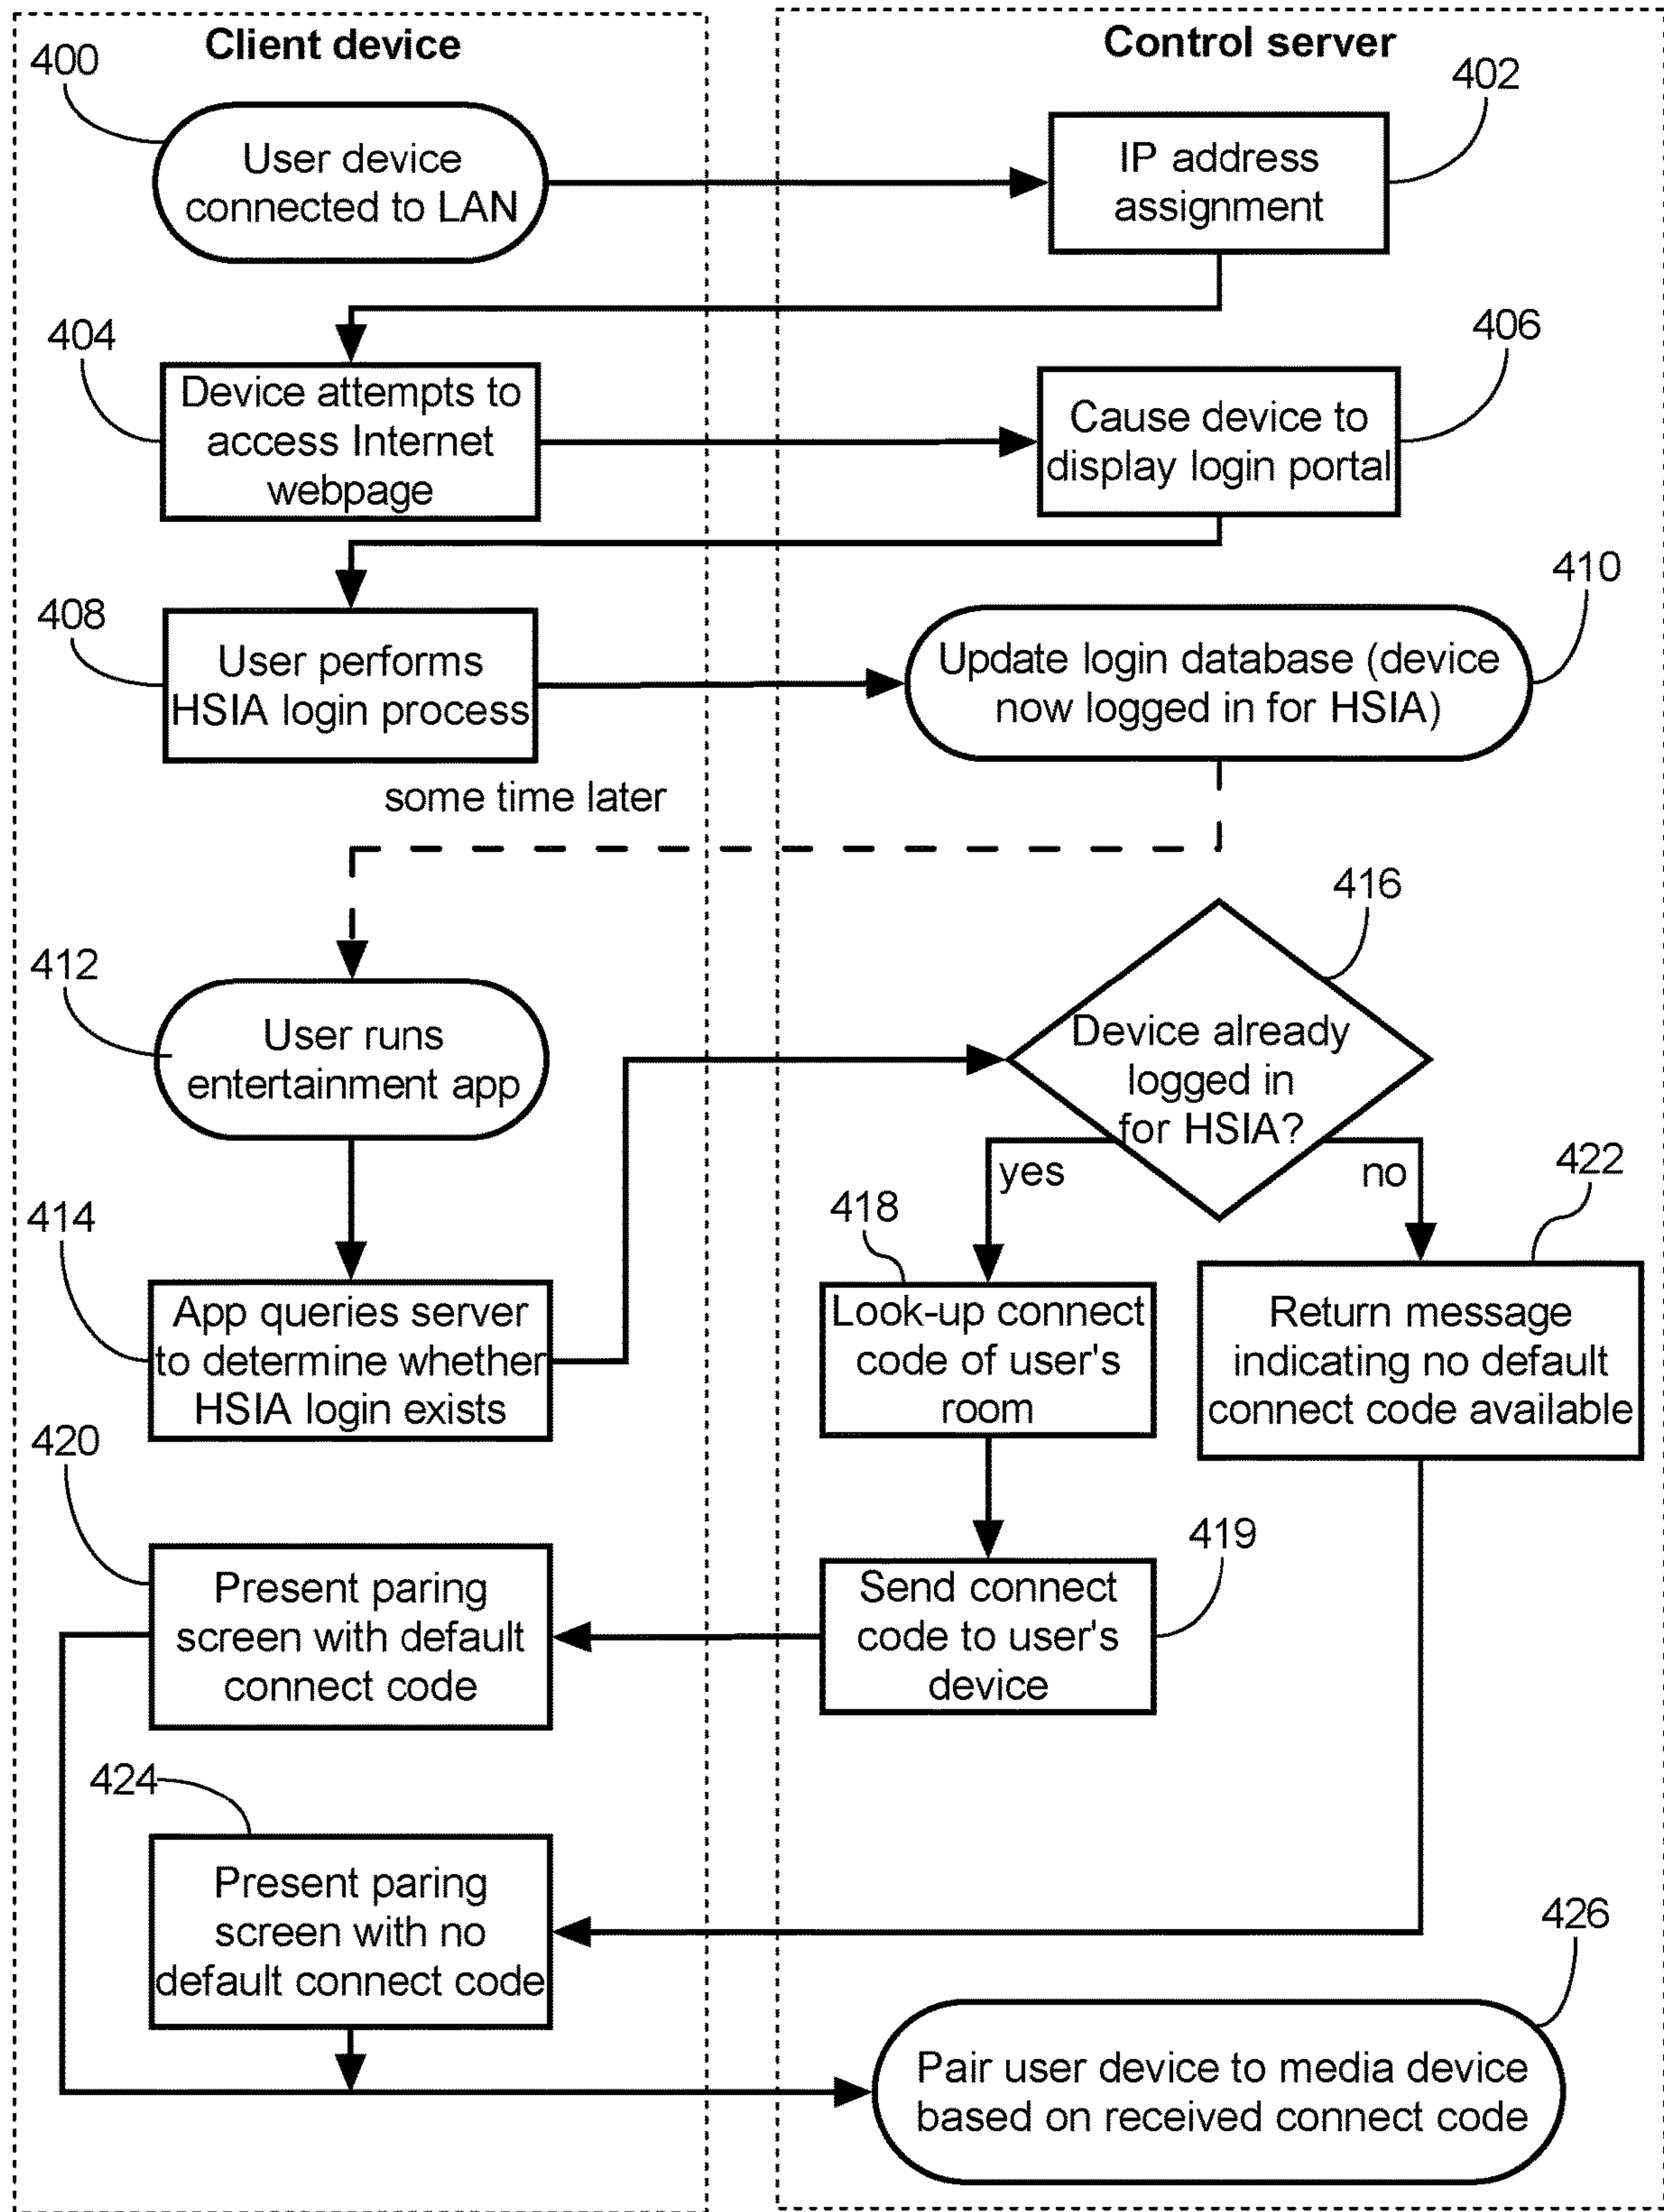 Client device
Control server
400
402
User device
connected to LAN
IP address
assignment
404
406
Device attempts to
access Internet
webpage
Cause device to
display login portal
408
410
User performs
HSIA login process
Update login database (device
now logged in for HSIA)
some time later
412
416
User runs
entertainment app
Device already
logged in
for HSIA?
yes
no
414
418
422
App queries server
to determine whether
HSIA login exists
Look-up connect
code of user's
room
Return message
indicating no default
connect code available
420
419
Present paring
screen with default
connect code
Send connect
code to user's
device
424
Present paring
screen with no
default connect code
426
Pair user device to media device
based on received connect code